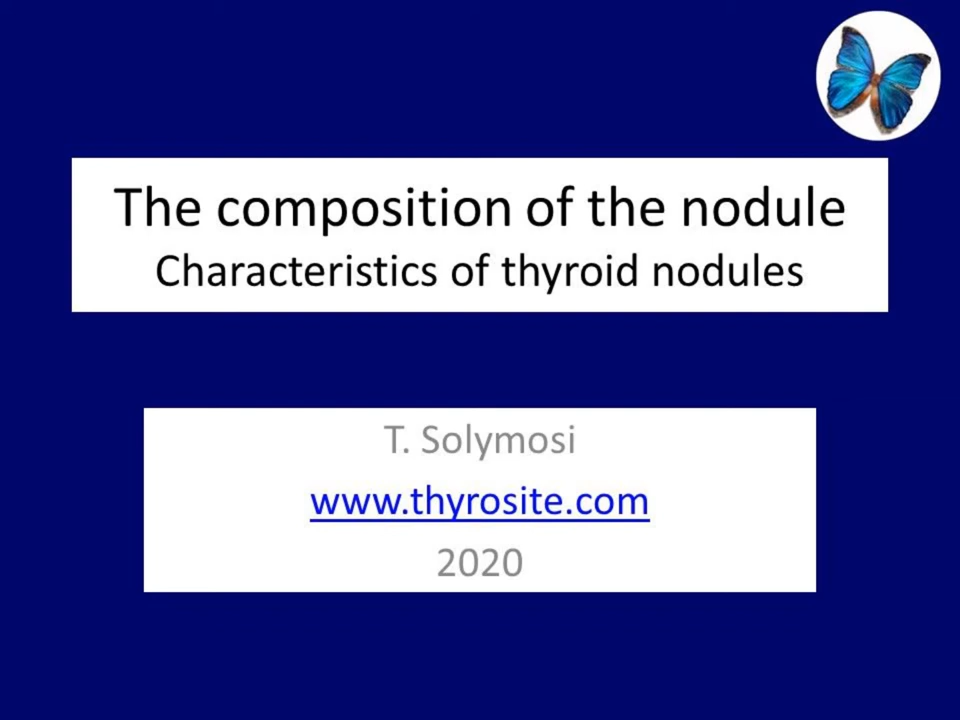 The composition of the nodule
Characteristics of thyroid nodules
T. Solymosi
www.thyrosite.com
2020